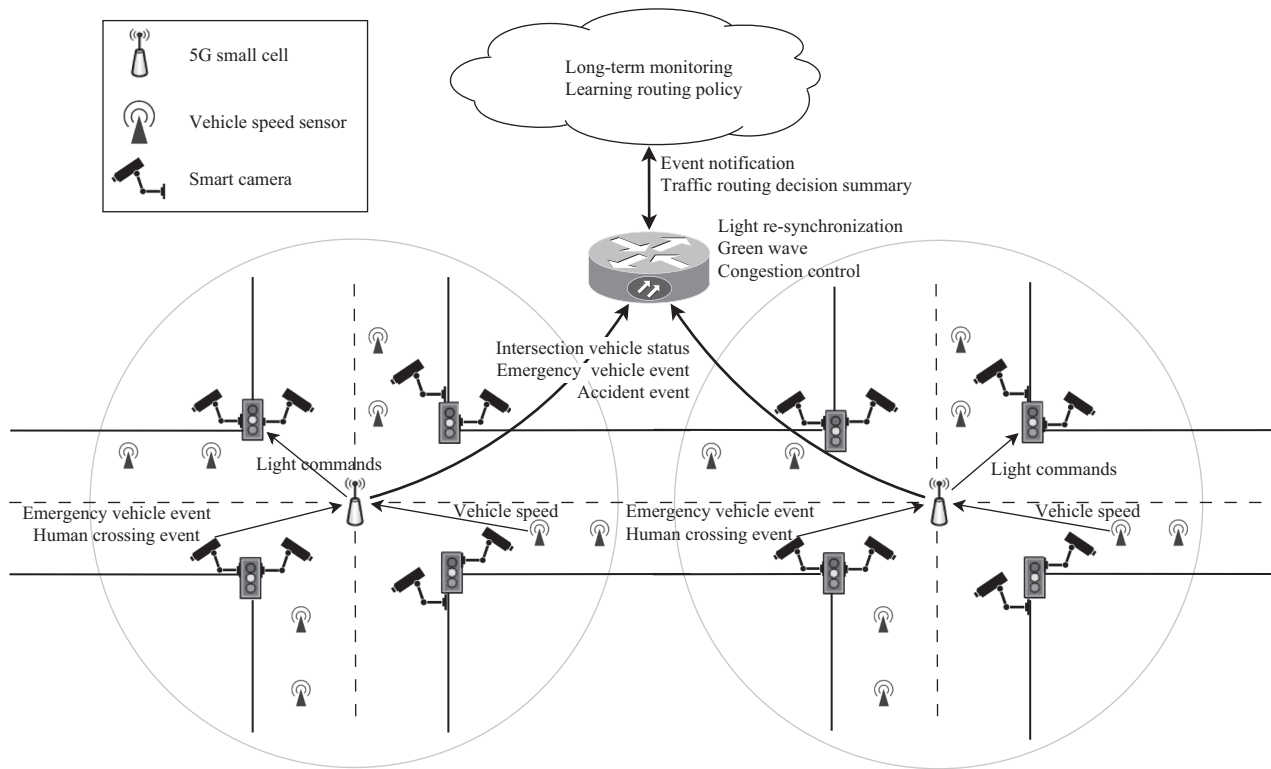 5G small cell
Vehicle speed sensor
Smart camera
Long-term monitoring
Learning routing policy
Event notification
Traffic routing decision summary
Light re-synchronization
Green wave
Congestion control
Intersection vehicle status
Emergency vehicle event
Accident event
Light commands
Emergency vehicle event
Human crossing event
Vehicle speed
Light commands
Emergency vehicle event
Human crossing event
Vehicle speed